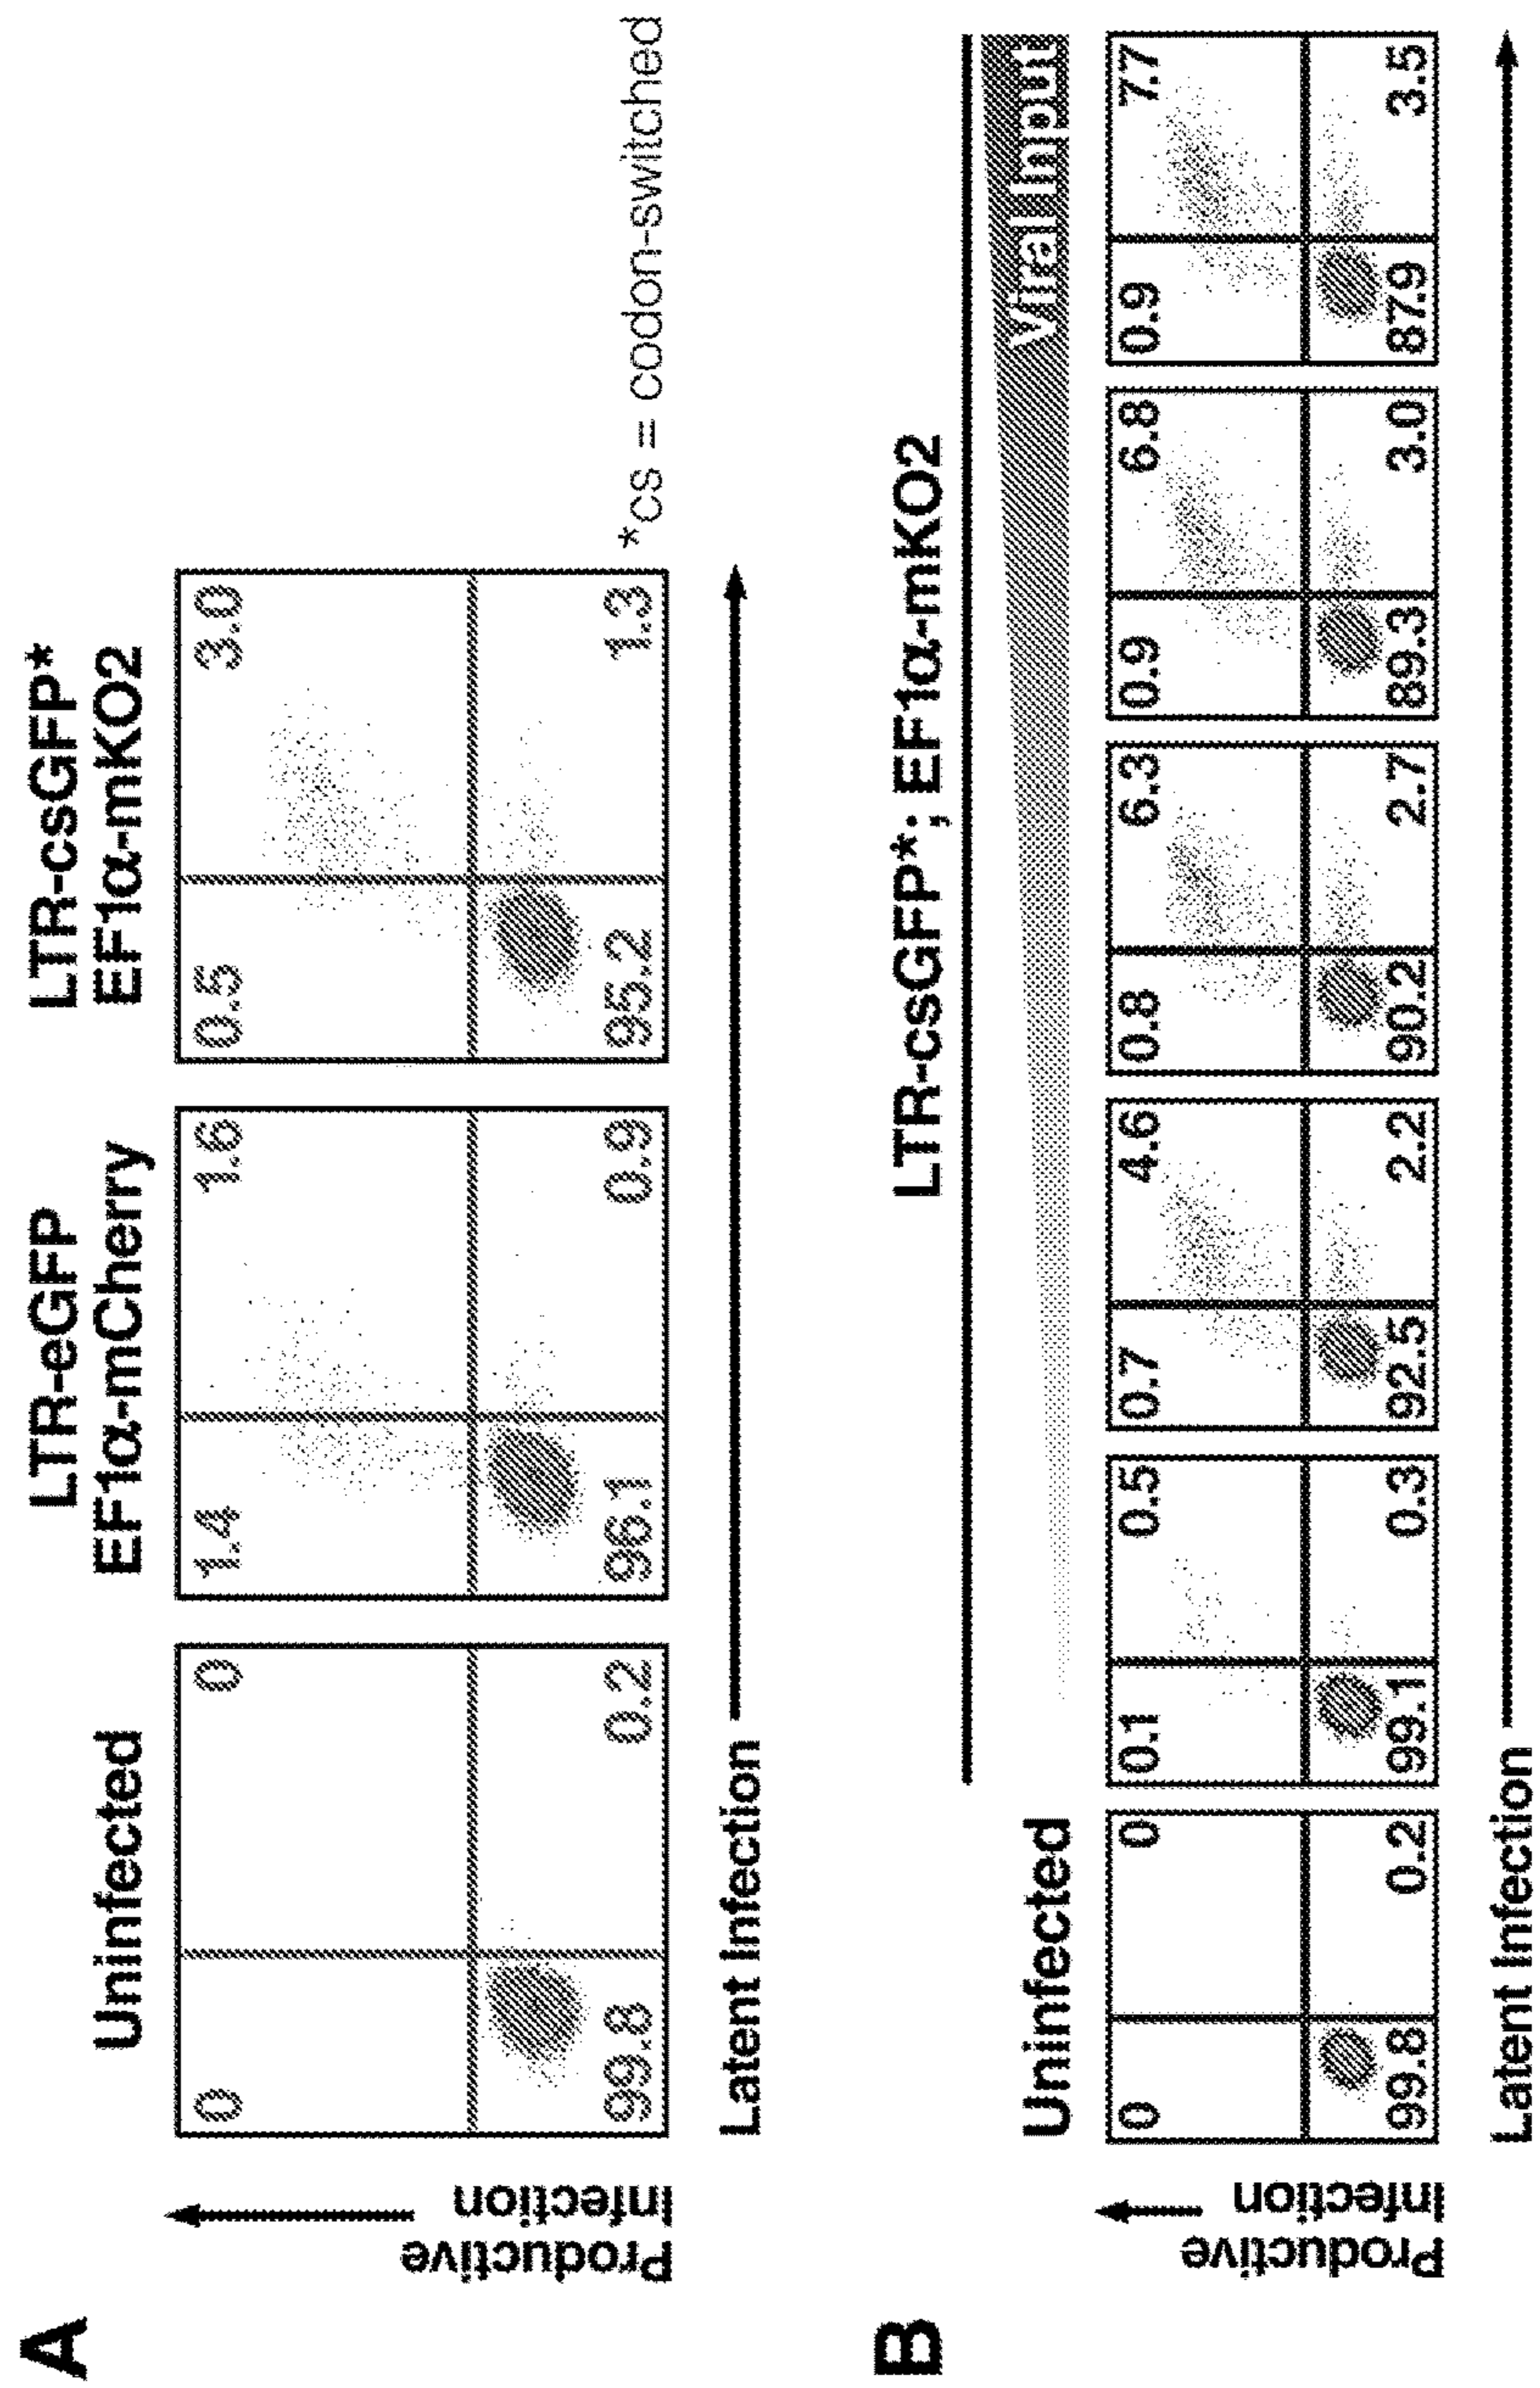 A
Uninfected
LTR-eGFP
EF1α-mCherry
LTR-csGFP*
EF1α-mKO2
Productive
Infection
0
0
99.8
0.2
1.4
1.6
96.1
0.9
0.5
3.0
95.2
1.3
Latent Infection
*cs = codon-switched
B
LTR-csGFP*; EF1α-mKO2
Uninfected
Viral Input
Productive
Infection
0
0
99.8
0.2
0.1
0.5
99.1
0.3
0.7
4.6
92.5
2.2
0.8
6.3
90.2
2.7
0.9
6.8
89.3
3.0
0.9
7.7
87.9
3.5
Latent Infection